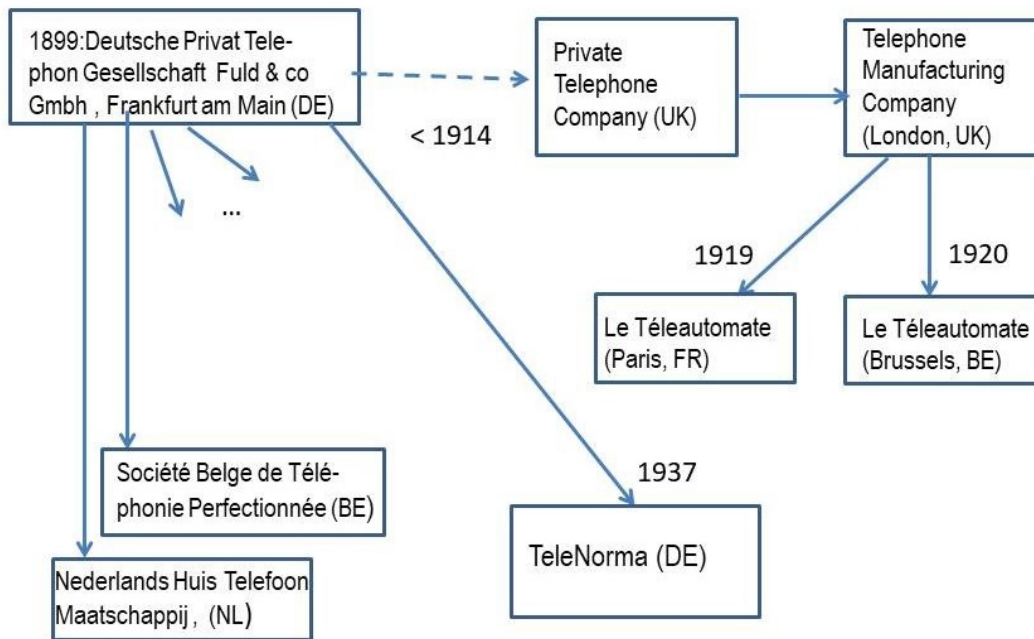 1899:Deutsche Privat Tele-
phon Gesellschaft Fuld & co
Gmbh , Frankfurt am Main (DE)
Private
Telephone
Company (UK)
Telephone
Manufacturing
Company
(London, UK)
< 1914
...
1919
1920
Le Téleautomate
(Paris, FR)
Le Téleautomate
(Brussels, BE)
Société Belge de Télé-
phonie Perfectionnée (BE)
1937
TeleNorma (DE)
Nederlands Huis Telefoon
Maatschappij , (NL)